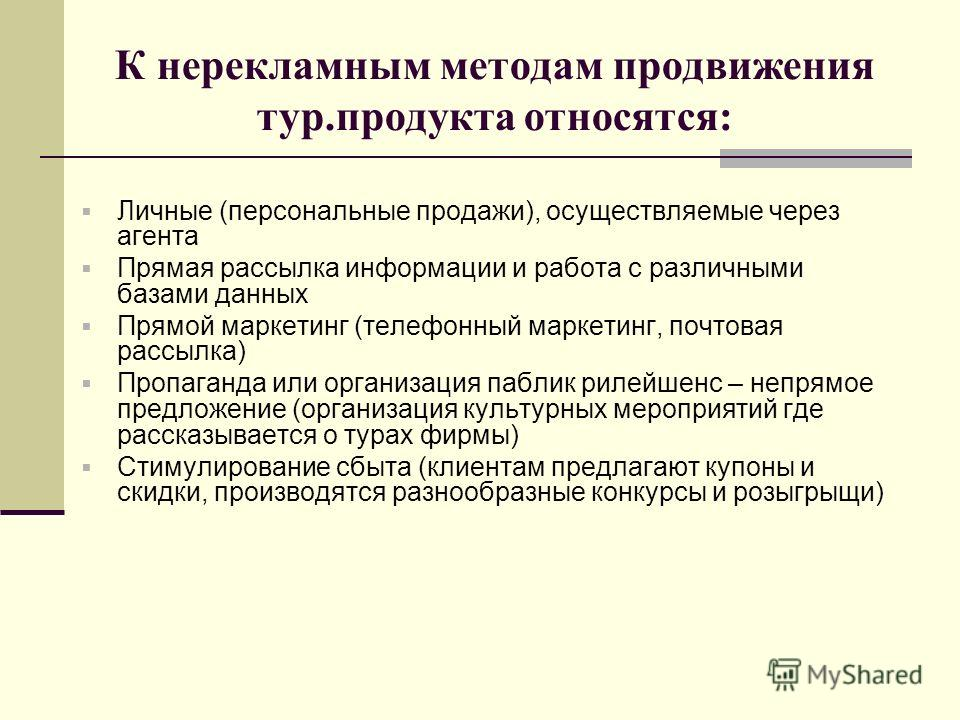 К нерекламным методам продвижения
тур.продукта относятся:
Личные (персональные продажи), осуществляемые через
агента
Прямая рассылка информации и работа с различными
базами данных
Прямой маркетинг (телефонный маркетинг, почтовая
рассылка)
Пропаганда или организация паблик рилейшенс – непрямое
предложение (организация культурных мероприятий где
рассказывается о турах фирмы)
Стимулирование сбыта (клиентам предлагают купоны и
скидки, производятся разнообразные конкурсы и розыгрыщи)
MyShared